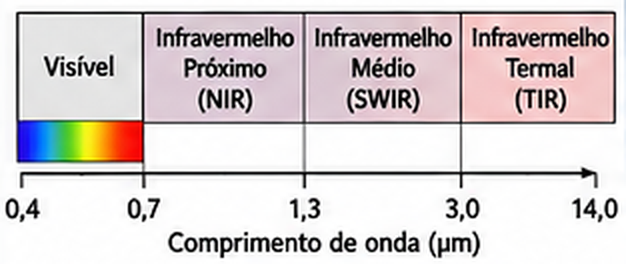 Visível
Infravermelho
Próximo
(NIR)
Infravermelho
Médio
(SWIR)
Infravermelho
Termal
(TIR)
0,4 0,7 1,3 3,0 14,0
Comprimento de onda (μm)